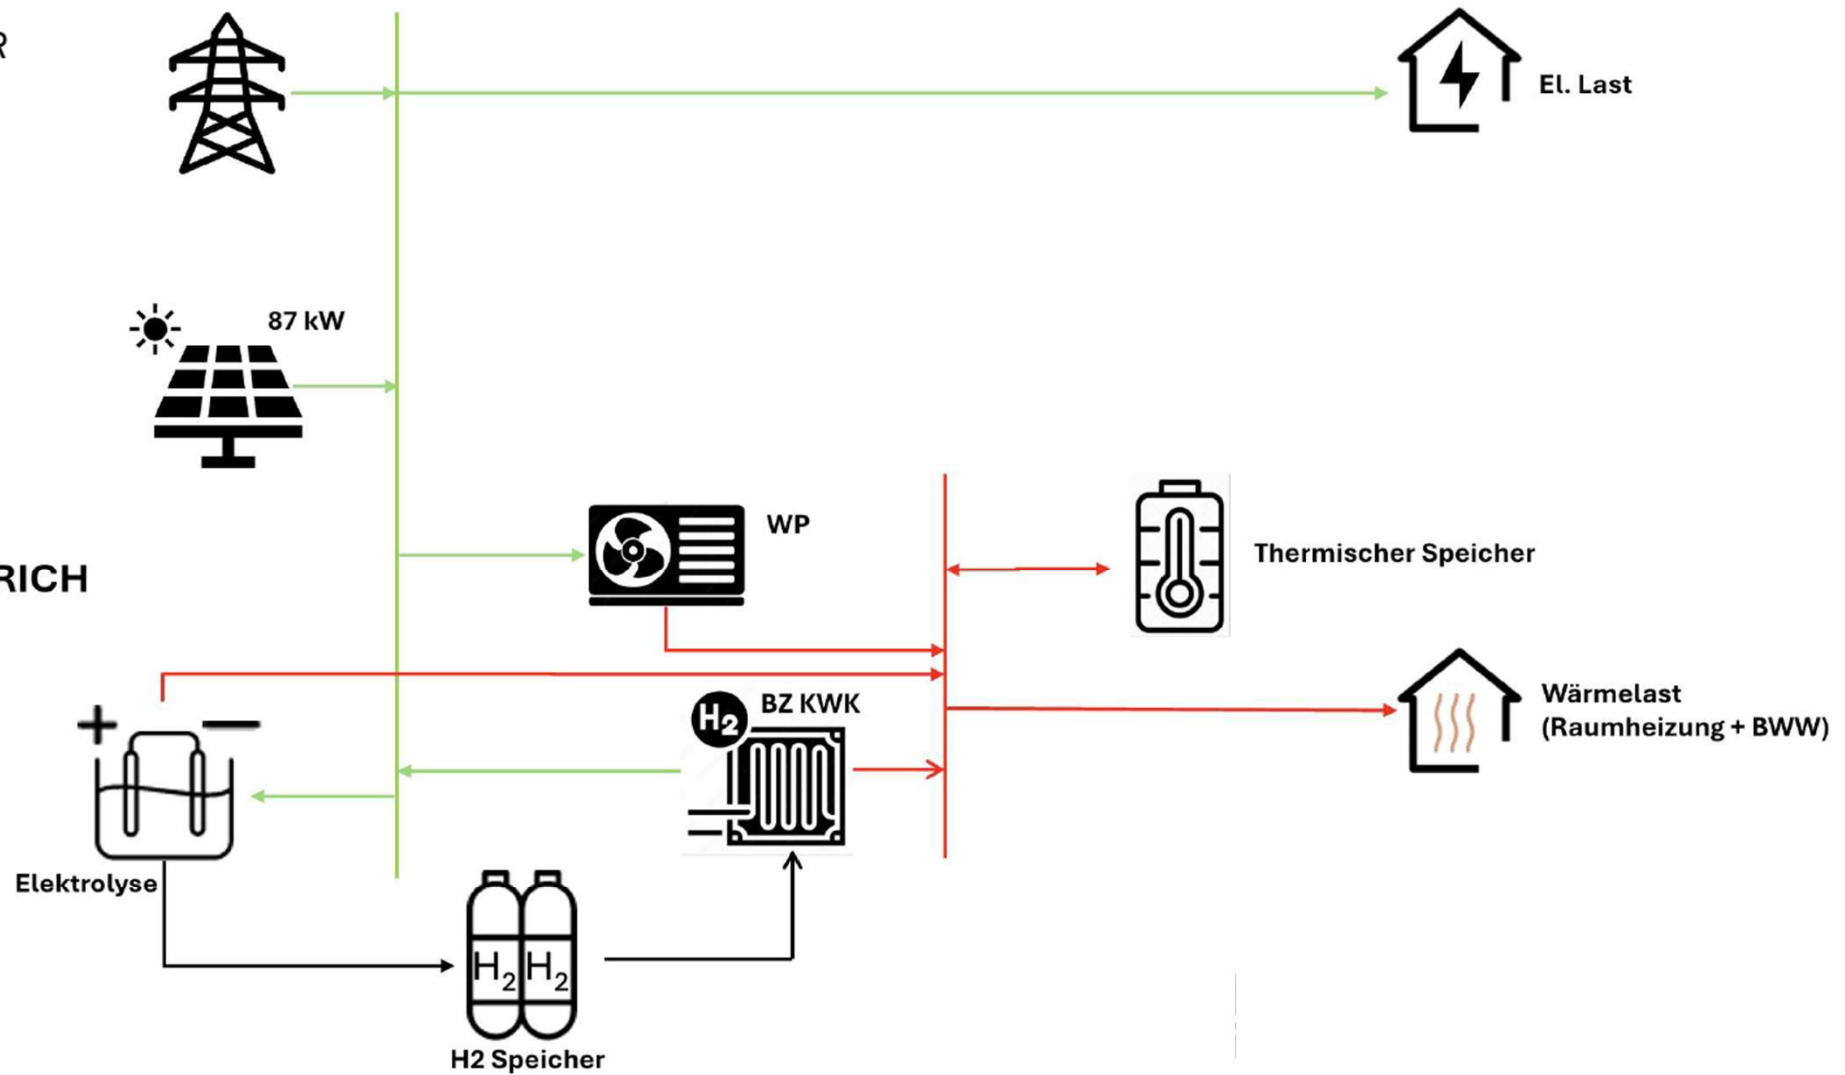 R
El. Last
87 kW
WP
Thermischer Speicher
RICH
BZ KWK
H2
Wärmelast
(Raumheizung + BWW)
Elektrolyse
H2 H2
H2 Speicher